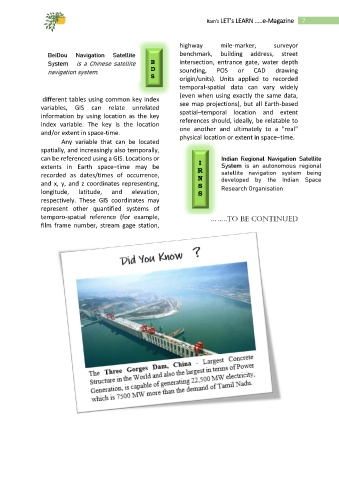 Iken's LET's LEARN .....e-Magazine 7
BeiDou Navigation Satellite
System is a Chinese satellite
navigation system.
B
D
S
different tables using common key index
variables, GIS can relate unrelated
information by using location as the key
index variable. The key is the location
and/or extent in space-time.
Any variable that can be located
spatially, and increasingly also temporally,
can be referenced using a GIS. Locations or
extents in Earth space–time may be
recorded as dates/times of occurrence,
and x, y, and z coordinates representing,
longitude, latitude, and elevation,
respectively. These GIS coordinates may
represent other quantified systems of
temporo-spatial reference (for example,
film frame number, stream gage station,
highway mile-marker, surveyor
benchmark, building address, street
intersection, entrance gate, water depth
sounding, POS or CAD drawing
origin/units). Units applied to recorded
temporal-spatial data can vary widely
(even when using exactly the same data,
see map projections), but all Earth-based
spatial–temporal location and extent
references should, ideally, be relatable to
one another and ultimately to a "real"
physical location or extent in space–time.
I
R
N
S
S
Indian Regional Navigation Satellite
System is an autonomous regional
satellite navigation system being
developed by the Indian Space
Research Organisation
........TO BE CONTINUED
Did You Know ?
The Three Gorges Dam, China - Largest Concrete
Structure in the World and also the largest in terms of Power
Generation, is capable of generating 22,500 MW electricity,
which is 7500 MW more than the demand of Tamil Nadu.